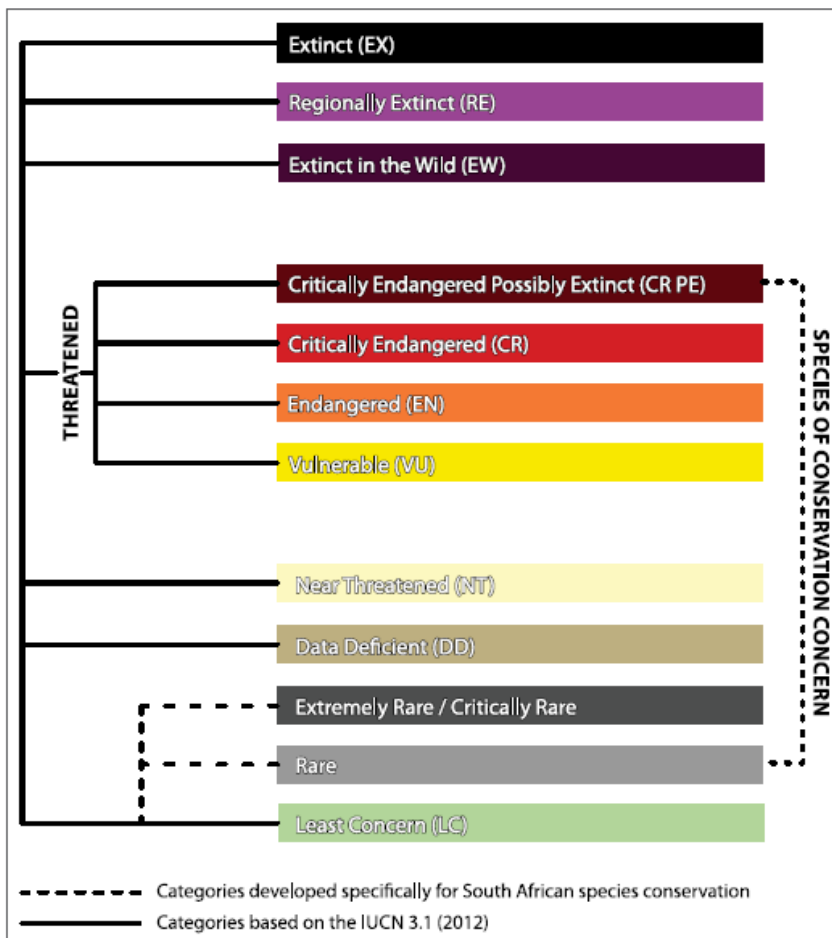 Extinct (EX)
Regionally Extinct (RE)
Extinct in the Wild (EW)
THREATENED
Critically Endangered Possibly Extinct (CR PE)
Critically Endangered (CR)
Endangered (EN)
Vulnerable (VU)
Near Threatened (NT)
Data Deficient (DD)
Extremely Rare / Critically Rare
Rare
Least Concern (LC)
SPECIES OF CONSERVATION CONCERN
Categories developed specifically for South African species conservation
Categories based on the IUCN 3.1 (2012)